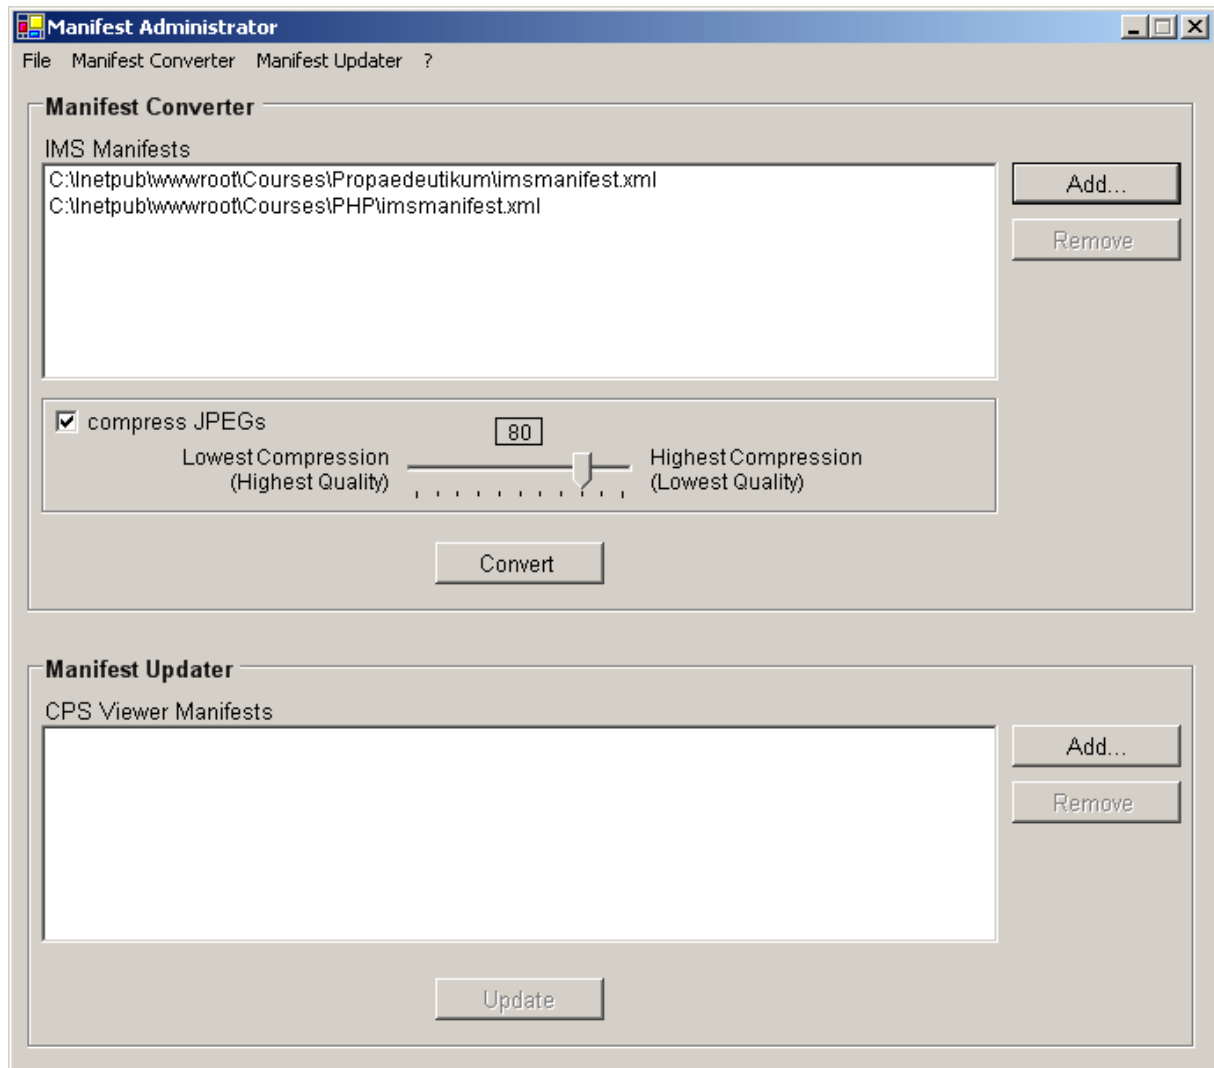 Manifest Administrator
File Manifest Converter Manifest Updater ?
Manifest Converter
IMS Manifests
C:\Inetpub\wwwroot\Courses\Propaedeutikum\imsmanifest.xml
C:\Inetpub\wwwroot\Courses\PHP\imsmanifest.xml
Add...
Remove
compress JPEGs
80
Lowest Compression
(Highest Quality)
Highest Compression
(Lowest Quality)
Convert
Manifest Updater
CPS Viewer Manifests
Add...
Remove
Update